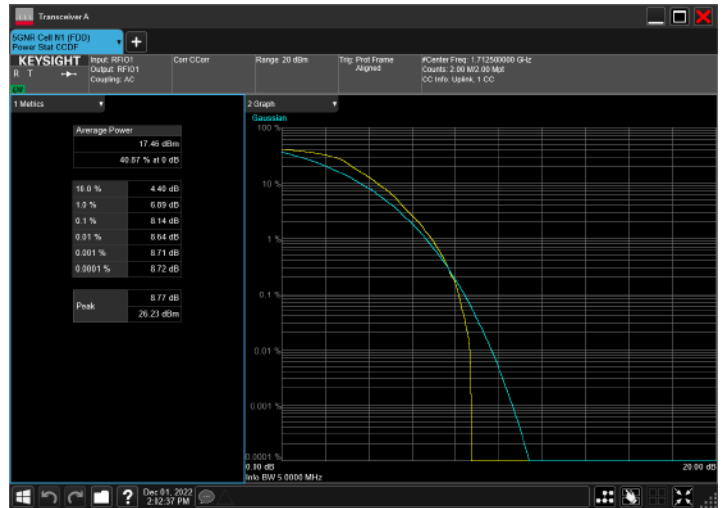 Transceiver A
5GNR Cell N1 (FDD)
Power Stat CCDF
KEYSIGHT
R T
Input: RFIO1
Output: RFIO1
Coupling: AC
Corr CCorr
Range: 20 dBm
Trig: Prot Frame
Aligned
#Center Freq: 1.712500000 GHz
Counts: 2.00 M/2.00 Mpt
CC Info: Uplink, 1 CC
1 Metrics
Average Power
17.46 dBm
40.87 % at 0 dB
10.0 % 4.40 dB
1.0 % 6.89 dB
0.1 % 8.14 dB
0.01 % 8.64 dB
0.001 % 8.71 dB
0.0001 % 8.72 dB
Peak
8.77 dB
26.23 dBm
2 Graph
Gaussian
100 %
10 %
1 %
0.1 %
0.01 %
0.001 %
0.0001 %
0.00 dB
20.00 dB
Info BW 5.0000 MHz
Dec 01, 2022
2:12:37 PM